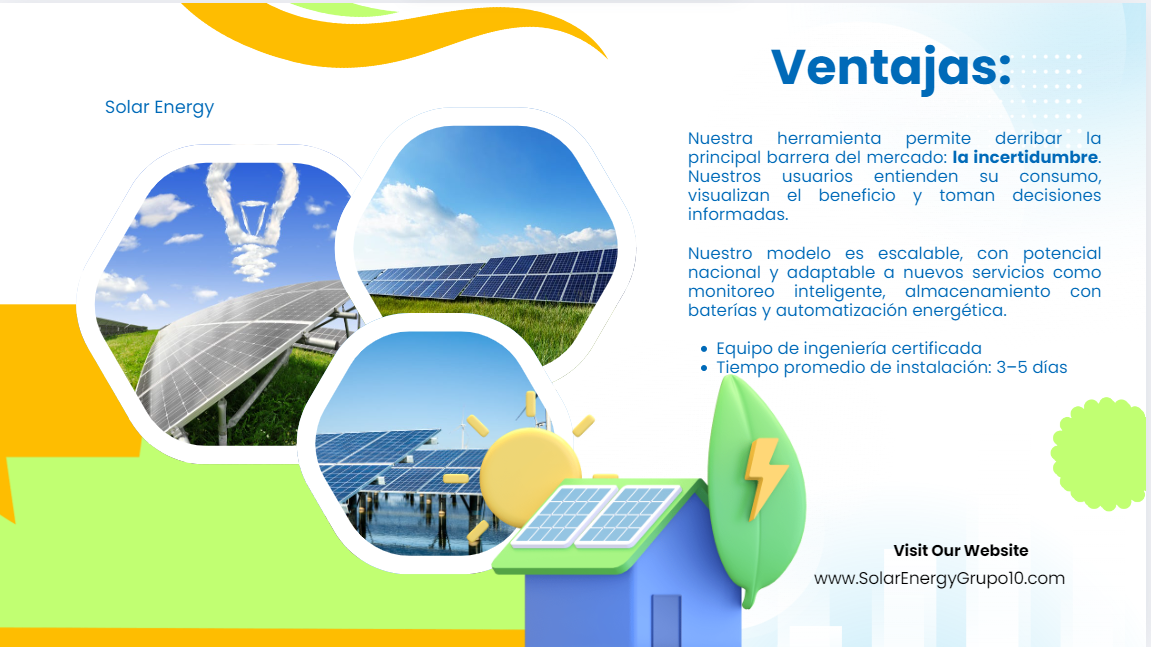 Solar Energy
Ventajas:
Nuestra herramienta permite derribar la
principal barrera del mercado: la incertidumbre.
Nuestros usuarios entienden su consumo,
visualizan el beneficio y toman decisiones
informadas.
Nuestro modelo es escalable, con potencial
nacional y adaptable a nuevos servicios como
monitoreo inteligente, almacenamiento con
baterías y automatización energética.
• Equipo de ingeniería certificada
• Tiempo promedio de instalación: 3–5 días
Visit Our Website
www.SolarEnergyGrupo10.com